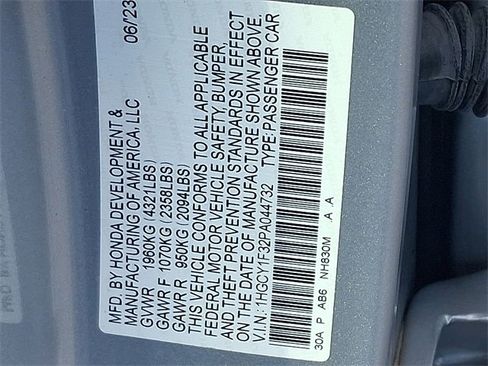 MFD. BY HONDA DEVELOPMENT & 06/23
MANUFACTURING OF AMERICA, LLC
GVWR 1960KG (4321LBS)
GAWR F 1070KG (2358LBS)
GAWR R 950KG (2094LBS)
THIS VEHICLE CONFORMS TO ALL APPLICABLE
FEDERAL MOTOR VEHICLE SAFETY, BUMPER,
AND THEFT PREVENTION STANDARDS IN EFFECT
ON THE DATE OF MANUFACTURE SHOWN ABOVE.
V.I.N.: 1HGCY1F32PA044732 TYPE: PASSENGER CAR
30A P AB6 NH830M A A